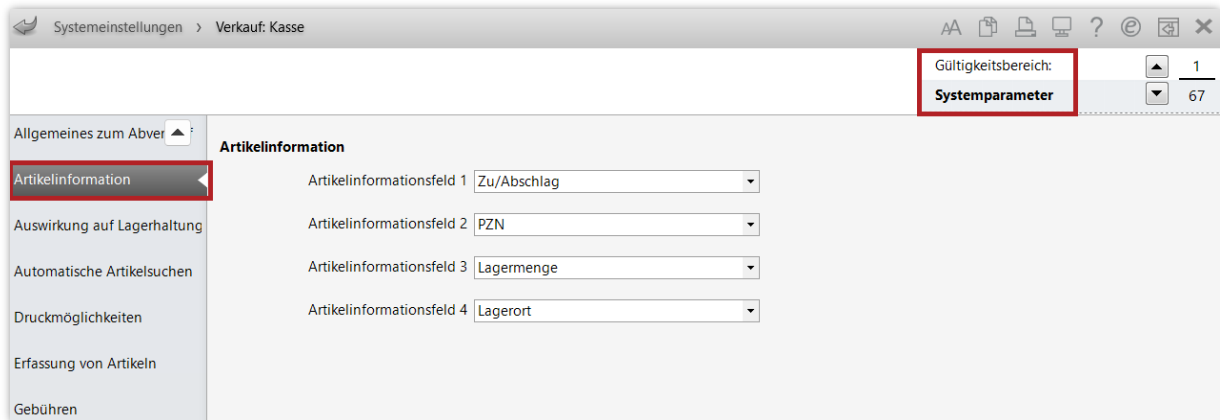 Systemeinstellungen › Verkauf: Kasse
AA ? e
Gültigkeitsbereich: 1
Systemparameter 67
Allgemeines zum
Artikelinformation
Auswirkung auf Lagerhaltung
Automatische Artikelsuchen
Druckmöglichkeiten
Erfassung von Artikeln
Gebühren
Artikelinformation
Artikelinformationsfeld 1 Zu/Abschlag
Artikelinformationsfeld 2 PZN
Artikelinformationsfeld 3 Lagermenge
Artikelinformationsfeld 4 Lagerort